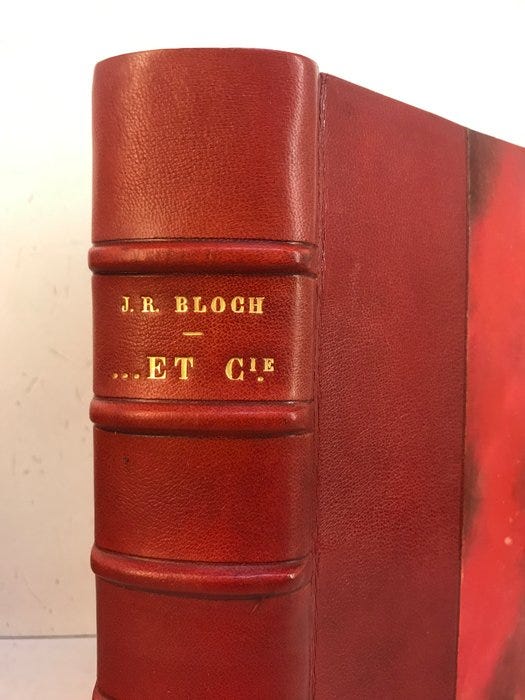 J. R. BLOCH
—
...ET CIE.